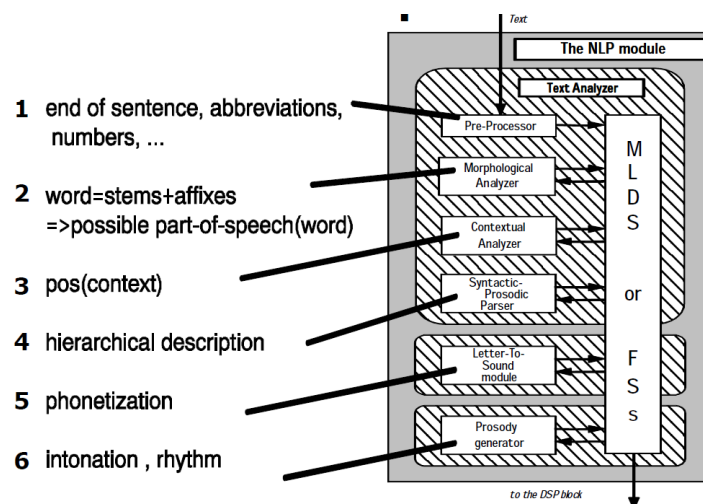 Text
The NLP module
Text Analyzer
1 end of sentence, abbreviations,
numbers, ...
Pre-Processor
2 word=stems+affixes
=>possible part-of-speech(word)
Morphological
Analyzer
3 pos(context)
Contextual
Analyzer
4 hierarchical description
Syntactic-
Prosodic
Parser
5 phonetization
Letter-To-
Sound
module
6 intonation , rhythm
Prosody
generator
M
L
D
S
or
F
S
s
to the DSP block